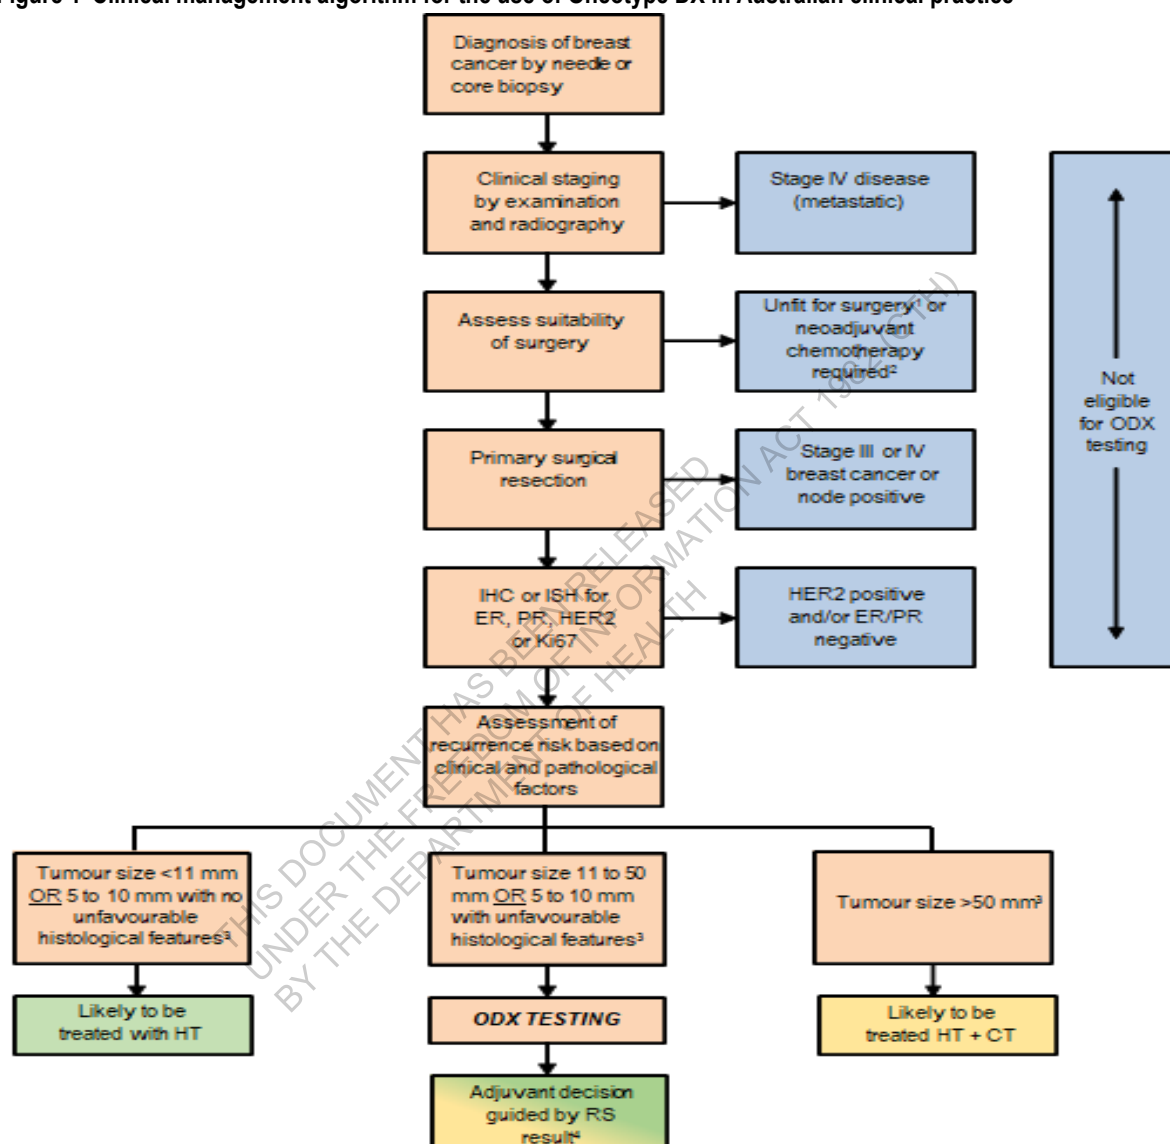 Figure 1 Clinical management algorithm for the use of Oncotype DX in Australian clinical practice
Diagnosis of breast
cancer by needle or
core biopsy
Clinical staging
by examination
and radiography
Stage IV disease
(metastatic)
Assess suitability
of surgery
Unfit for surgery¹ or
neoadjuvant
chemotherapy
required²
Primary surgical
resection
Stage III or IV
breast cancer or
node positive
IHC or ISH for
ER, PR, HER2
or Ki67
HER2 positive
and/or ER/PR
negative
Not
eligible
for ODX
testing
Assessment of
recurrence risk based on
clinical and pathological
factors
Tumour size <11 mm
OR 5 to 10 mm with no
unfavourable
histological features³
Tumour size 11 to 50
mm OR 5 to 10 mm
with unfavourable
histological features³
Tumour size >50 mm³
Likely to be
treated with HT
ODX TESTING
Likely to be
treated HT + CT
Adjuvant decision
guided by RS
result⁴
THIS DOCUMENT HAS BEEN RELEASED
UNDER THE FREEDOM OF INFORMATION ACT 1982 (CTH)
BY THE DEPARTMENT OF HEALTH